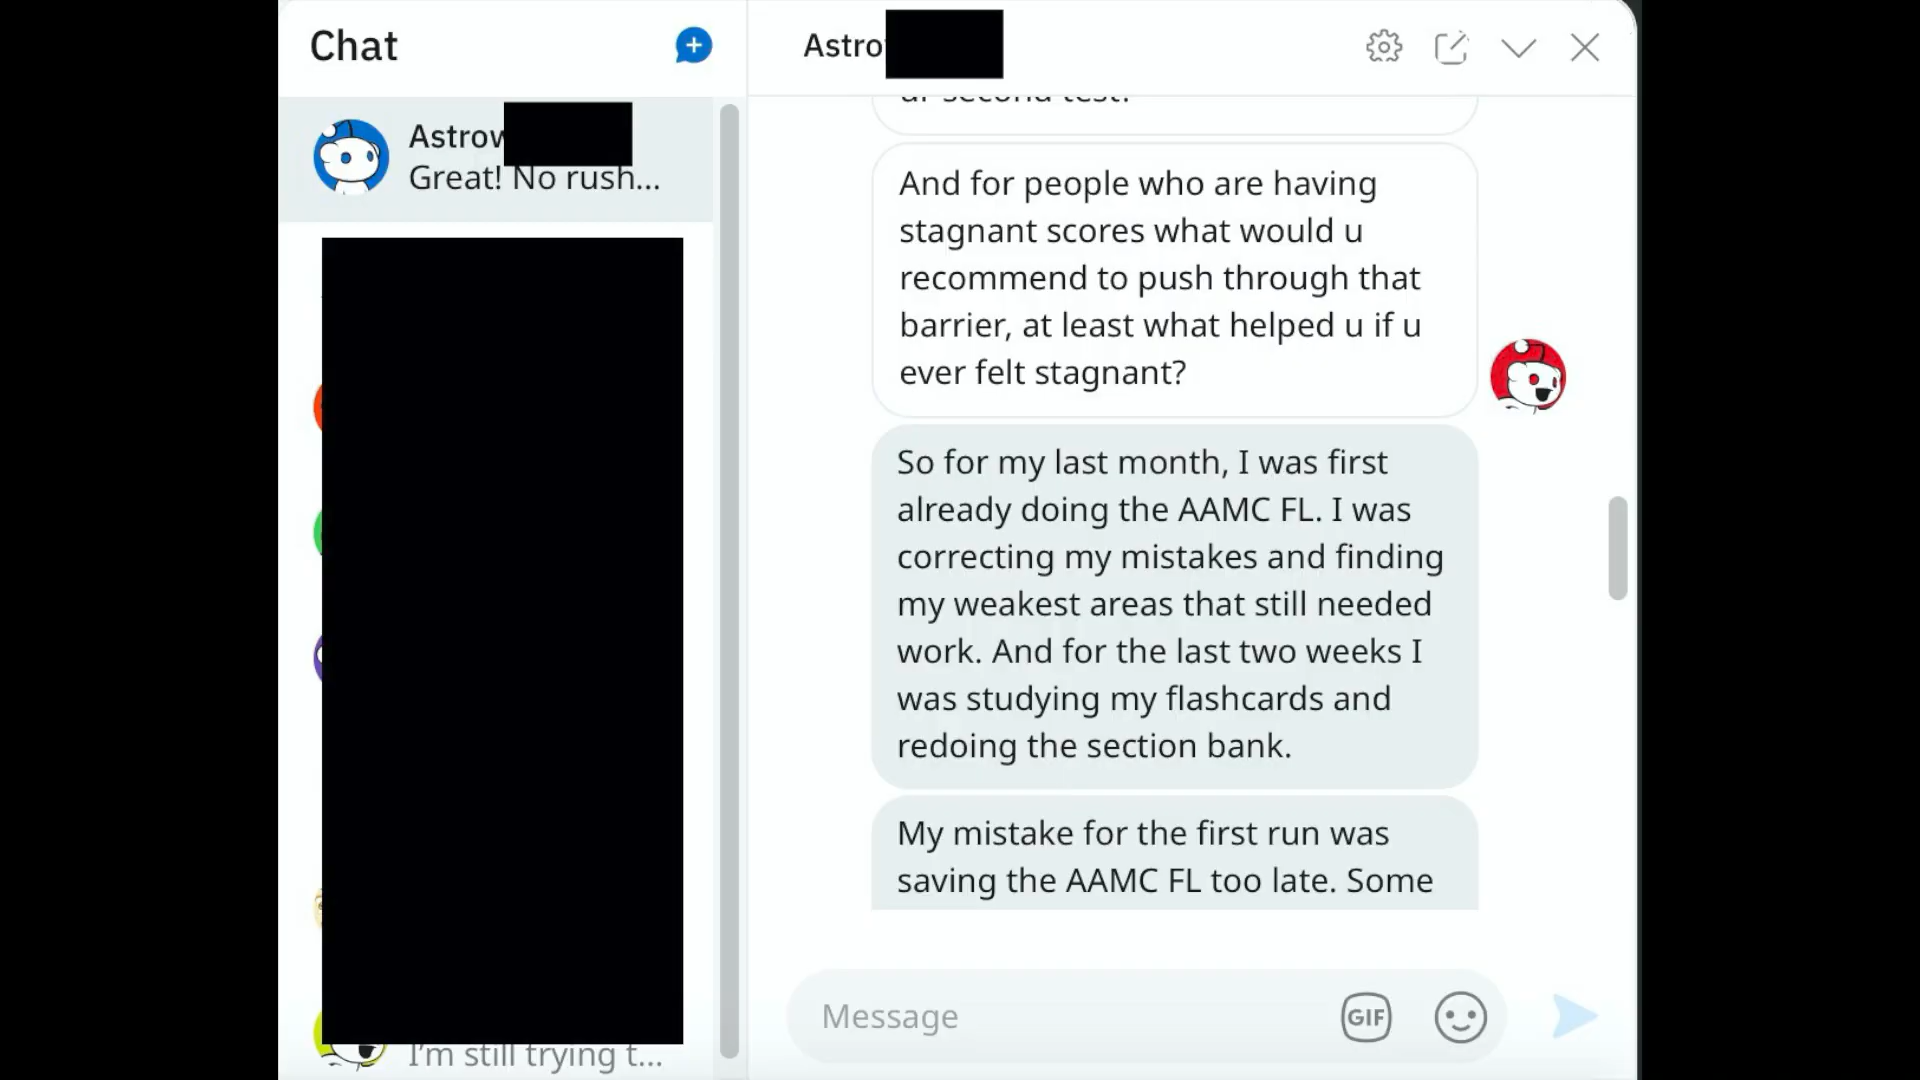 Chat
Astrow
Great! No rush...
I'm still trying t...
Astro
ur second test?
And for people who are having
stagnant scores what would u
recommend to push through that
barrier, at least what helped u if u
ever felt stagnant?
So for my last month, I was first
already doing the AAMC FL. I was
correcting my mistakes and finding
my weakest areas that still needed
work. And for the last two weeks I
was studying my flashcards and
redoing the section bank.
My mistake for the first run was
saving the AAMC FL too late. Some
Message
GIF